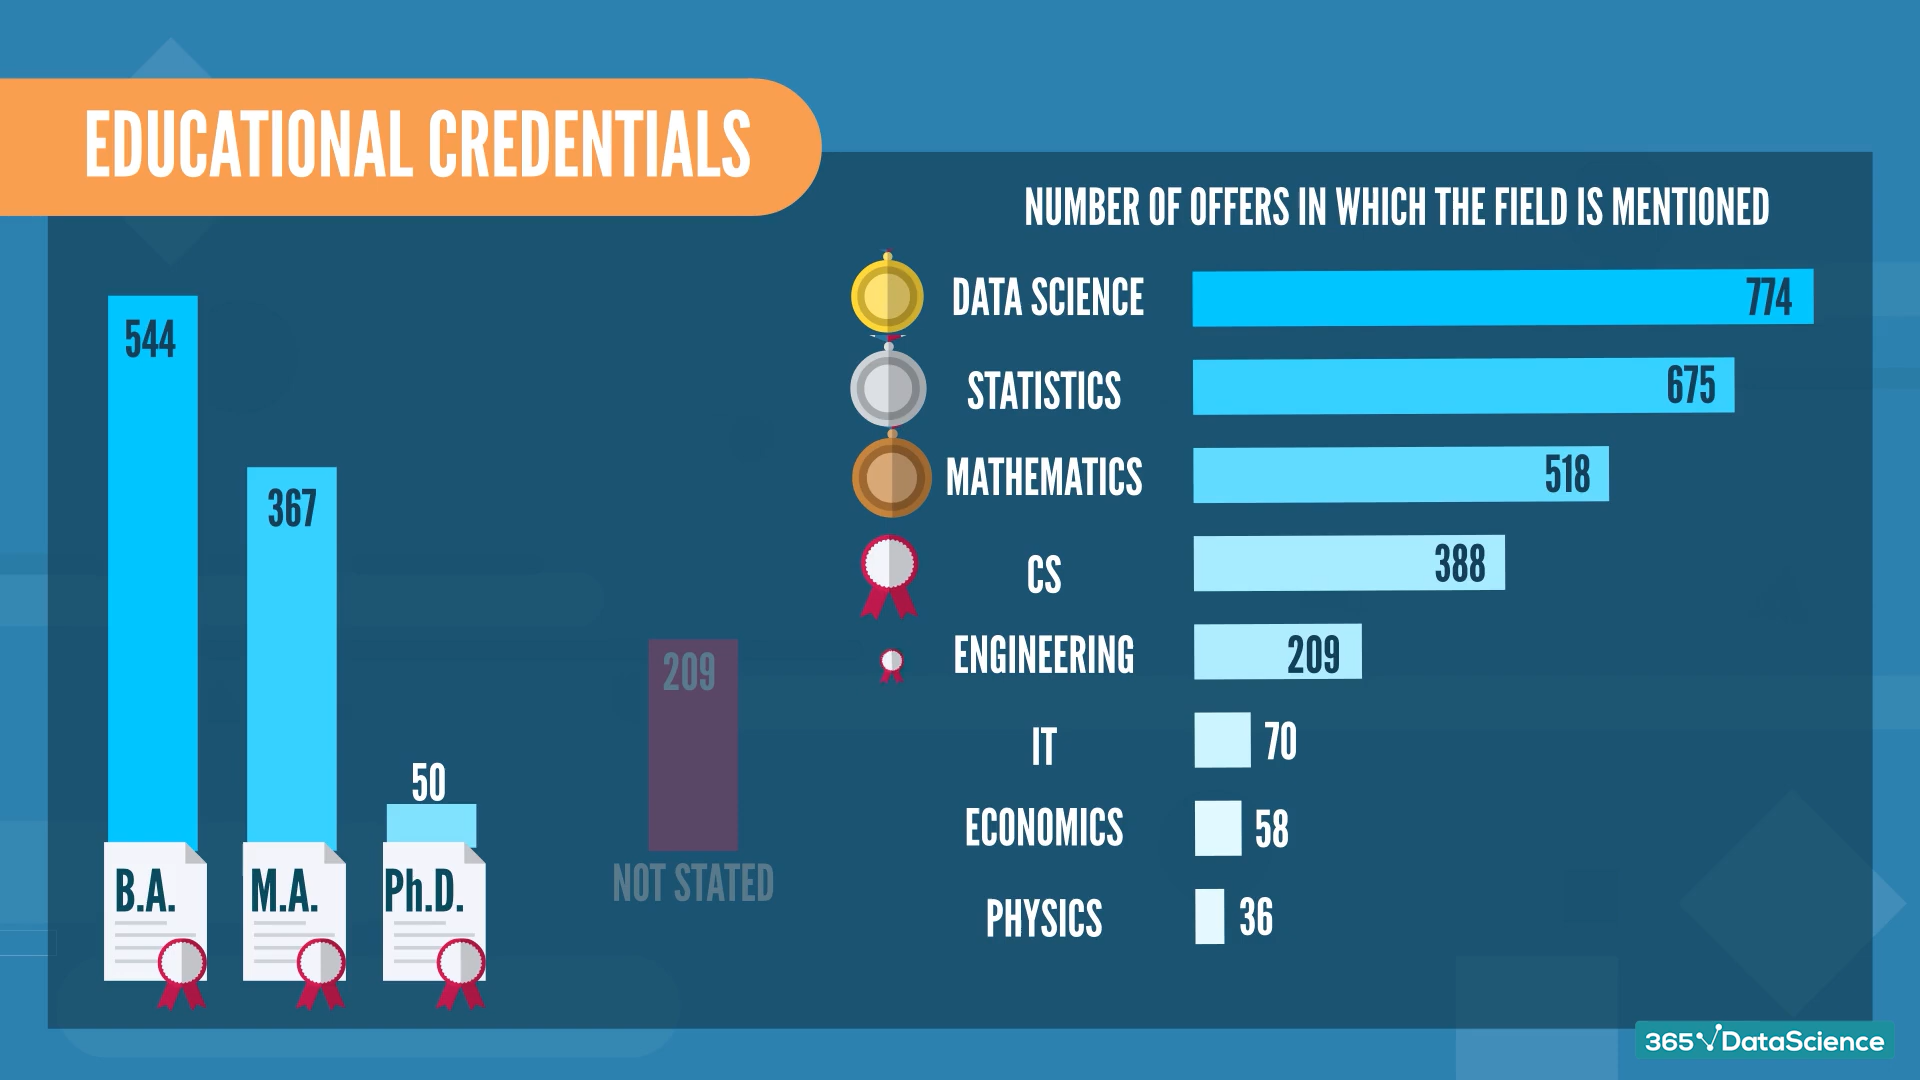 EDUCATIONAL CREDENTIALS
NUMBER OF OFFERS IN WHICH THE FIELD IS MENTIONED
544
367
50
209
B.A.
M.A.
Ph.D.
NOT STATED
DATA SCIENCE 774
STATISTICS 675
MATHEMATICS 518
CS 388
ENGINEERING 209
IT 70
ECONOMICS 58
PHYSICS 36
365 DataScience